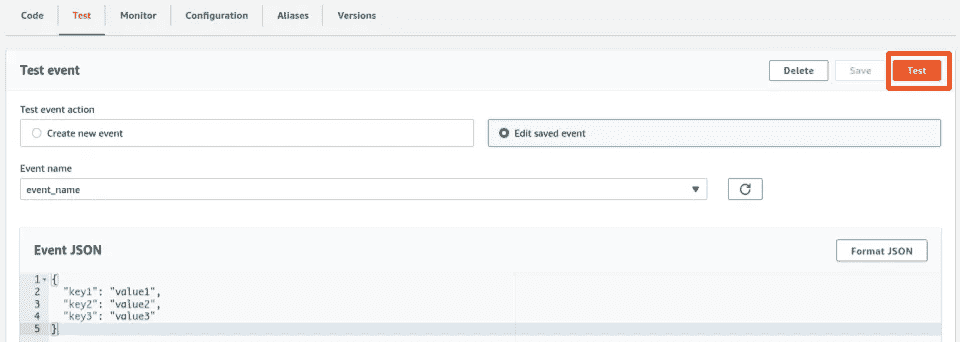 Code Test Monitor Configuration Aliases Versions
Test event Delete Save Test
Test event action
Create new event Edit saved event
Event name
event_name
Event JSON Format JSON
1 {
2 "key1": "value1",
3 "key2": "value2",
4 "key3": "value3"
5 }